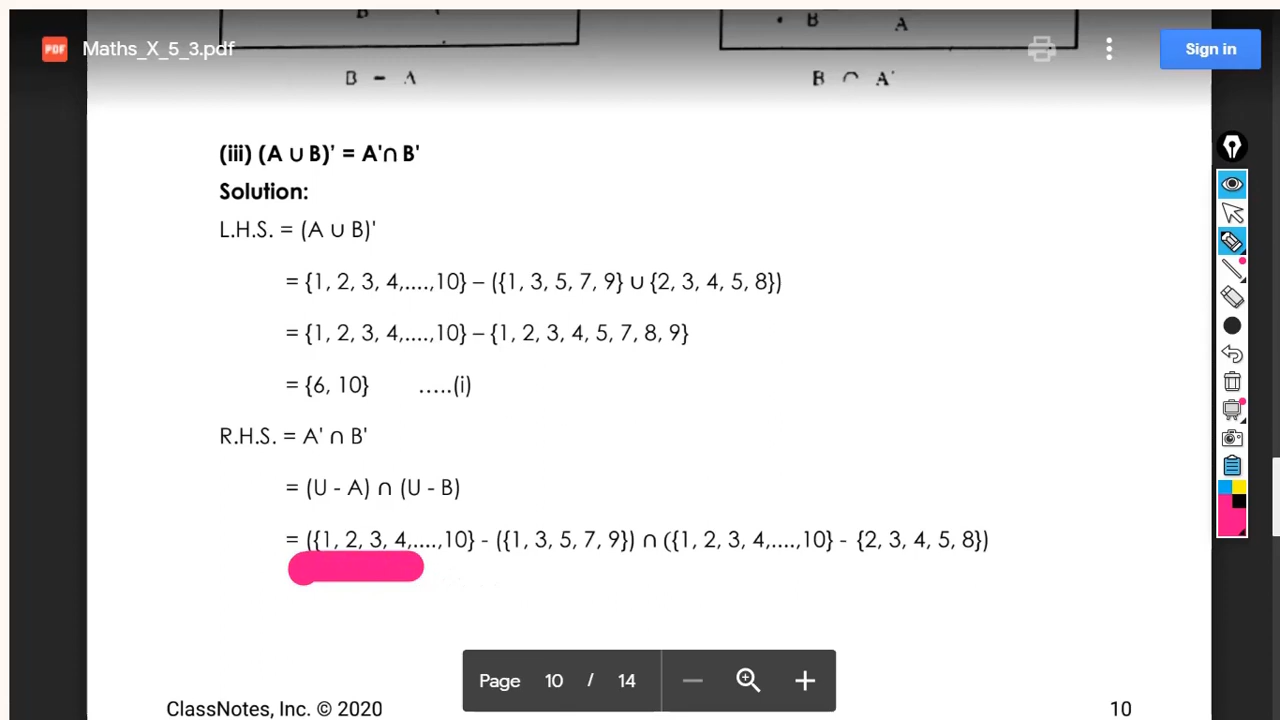 B A
Maths_X_5_3.pdf
Sign in
B – A
B ∩ A'
(iii) (A ∪ B)' = A'∩ B'
Solution:
L.H.S. = (A ∪ B)'
= {1, 2, 3, 4,....,10} – ({1, 3, 5, 7, 9} ∪ {2, 3, 4, 5, 8})
= {1, 2, 3, 4,....,10} – {1, 2, 3, 4, 5, 7, 8, 9}
= {6, 10} .....(i)
R.H.S. = A' ∩ B'
= (U - A) ∩ (U - B)
= ({1, 2, 3, 4,....,10} - ({1, 3, 5, 7, 9}) ∩ ({1, 2, 3, 4,....,10} - {2, 3, 4, 5, 8})
Page 10 / 14
ClassNotes, Inc. © 2020
10